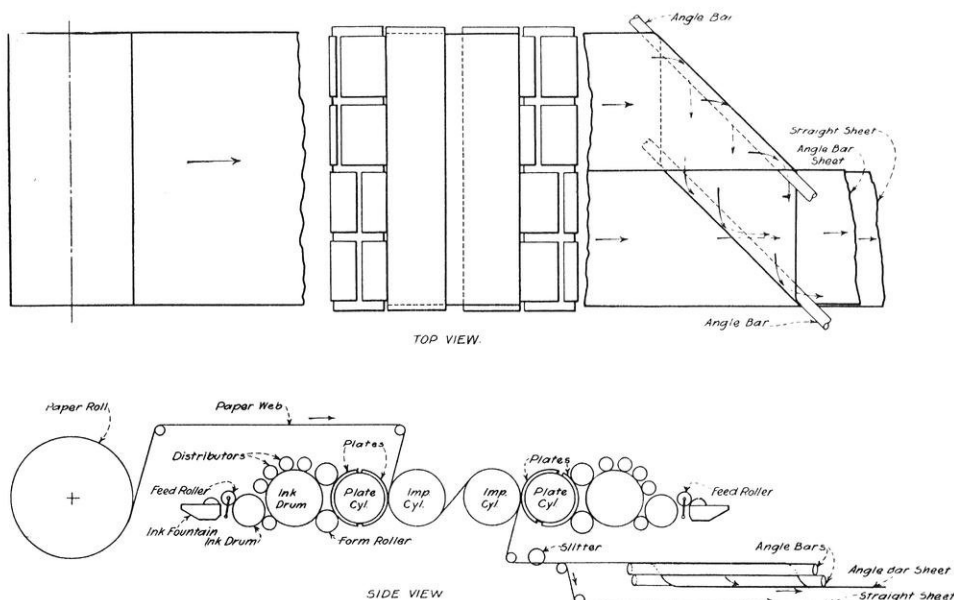 Angle Bar
Straight Sheet
Angle Bar
Sheet
Angle Bar
TOP VIEW.
Paper Roll
Paper Web
Distributors
Plates
Plates
Feed Roller
Ink
Drum
Plate
Cyl.
Imp.
Cyl.
Imp.
Cyl.
Plate
Cyl.
Feed Roller
Ink Fountain
Ink Drum
Form Roller
Slitter
Angle Bars
Angle Bar Sheet
Straight Sheet
SIDE VIEW